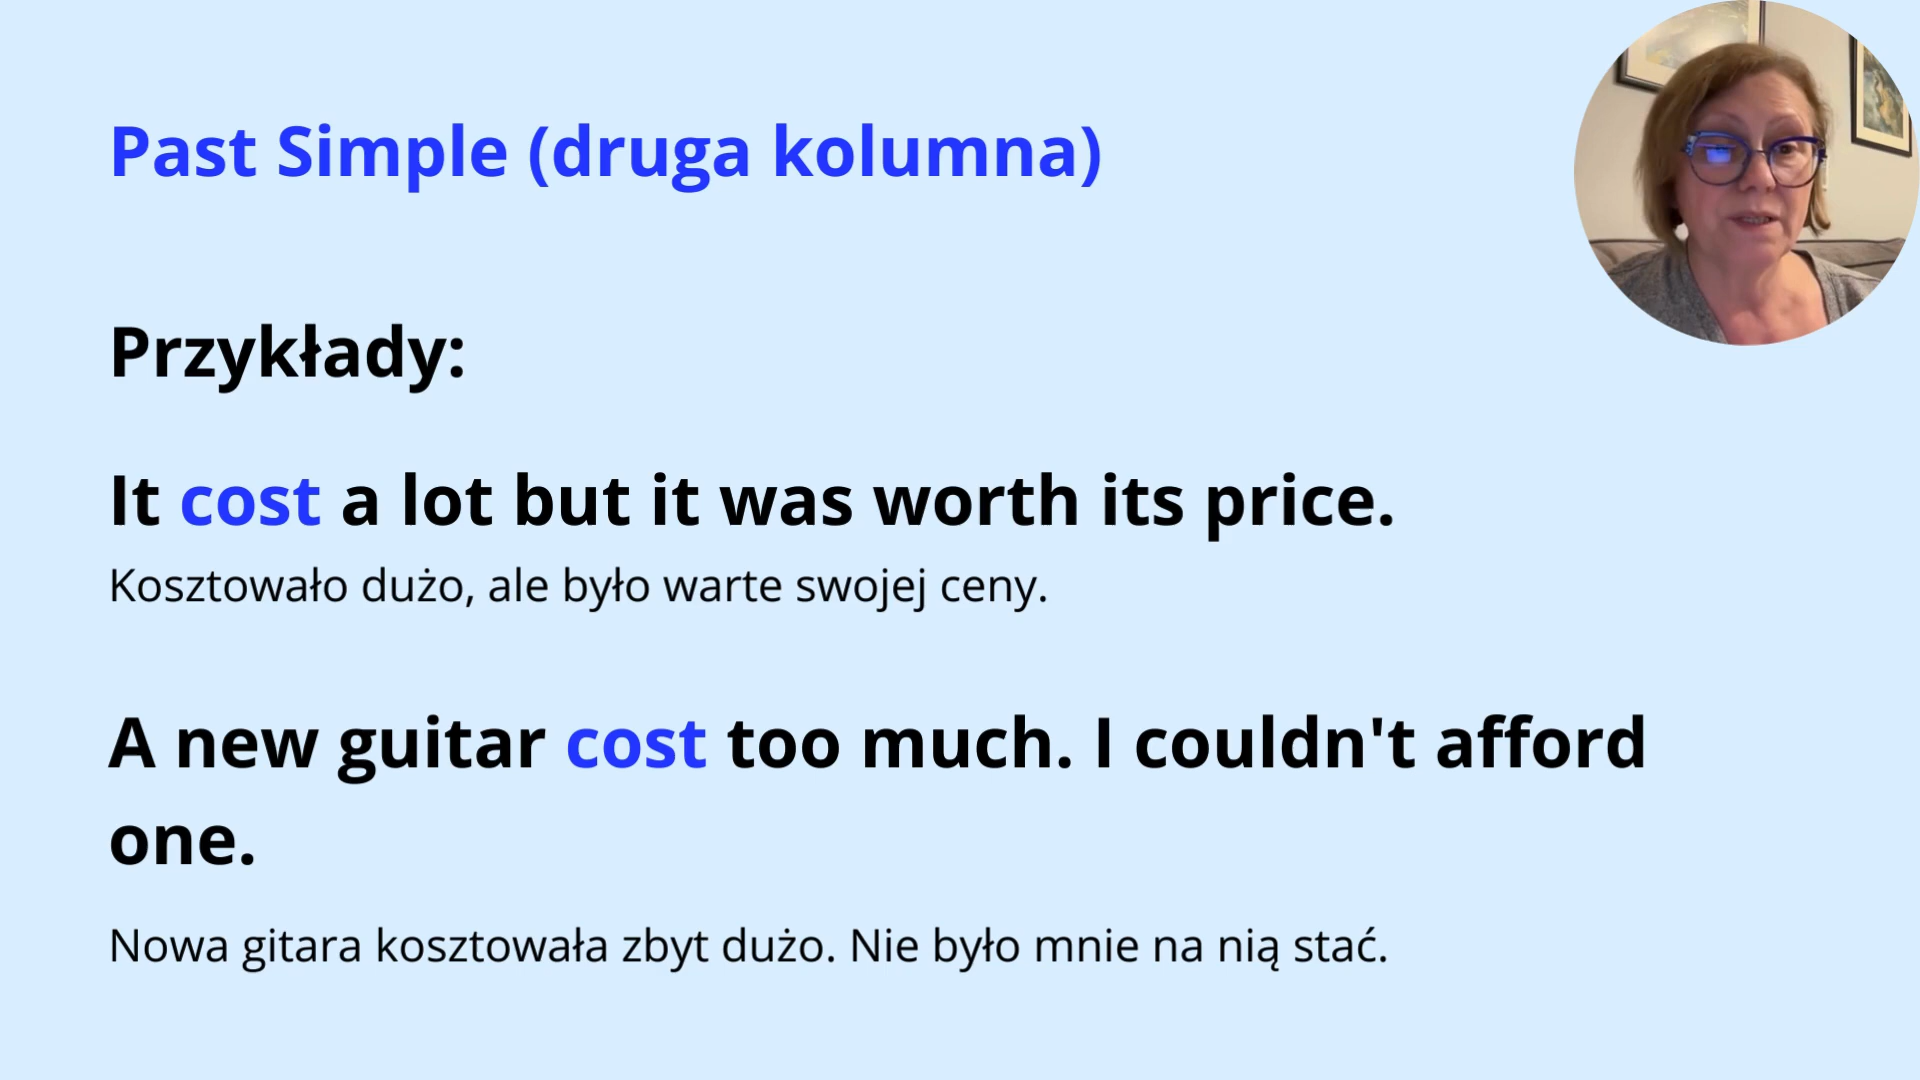 Past Simple (druga kolumna)
Przykłady:
It cost a lot but it was worth its price.
Kosztowało dużo, ale było warte swojej ceny.
A new guitar cost too much. I couldn't afford
one.
Nowa gitara kosztowała zbyt dużo. Nie było mnie na nią stać.